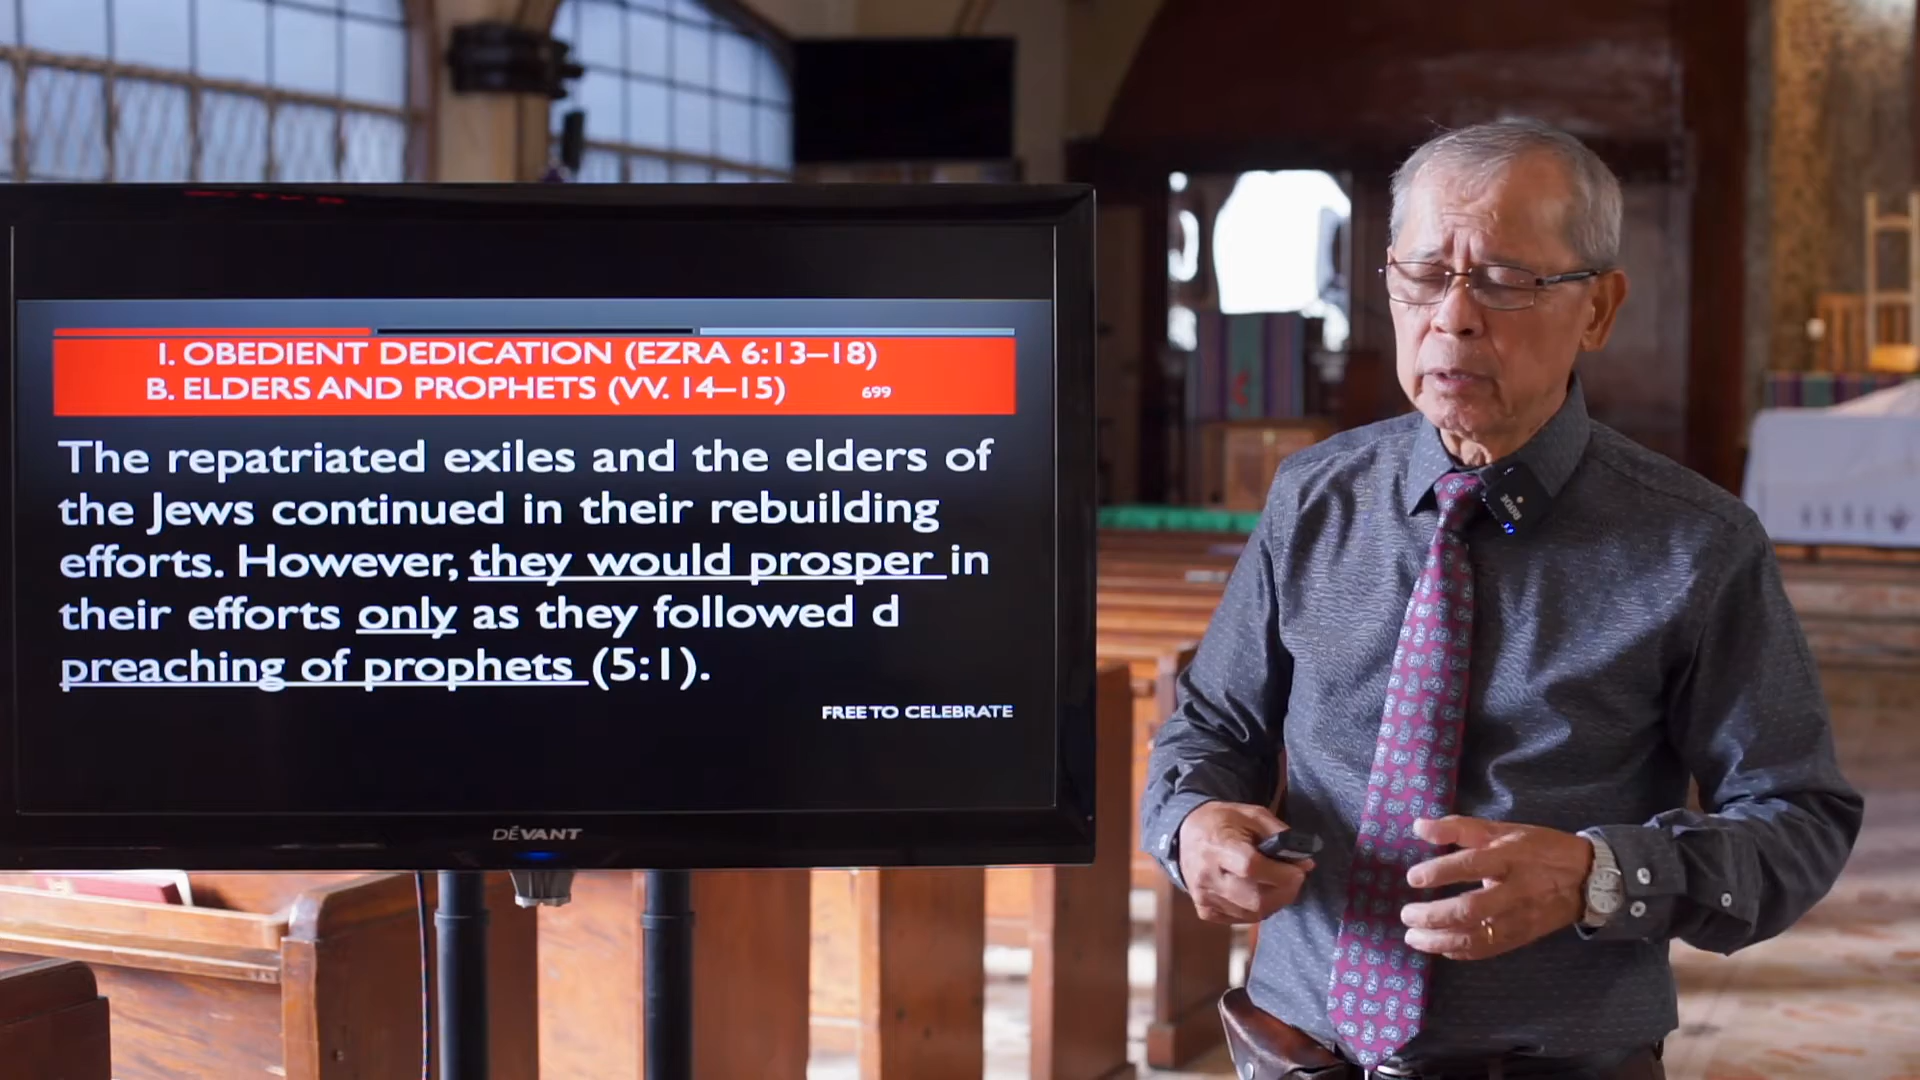 I. OBEDIENT DEDICATION (EZRA 6:13–18)
B. ELDERS AND PROPHETS (VV. 14–15) 699
The repatriated exiles and the elders of
the Jews continued in their rebuilding
efforts. However, they would prosper in
their efforts only as they followed d
preaching of prophets (5:1).
FREE TO CELEBRATE
DEVANT
RODE